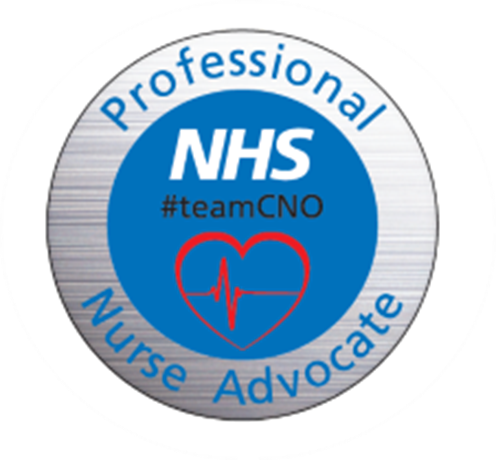 Professional
NHS
#teamCNO
Nurse Advocate